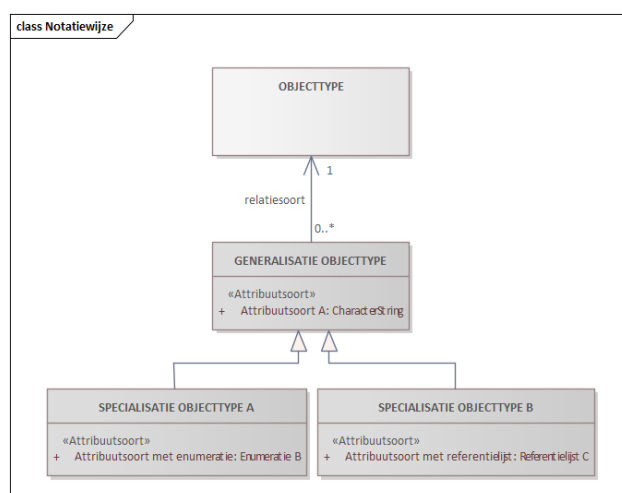 class Notatiewijze
OBJECTTYPE
1
relatiesoort
0..*
GENERALISATIE OBJECTTYPE
«Attribuutsoort»
+ Attribuutsoort A: CharacterString
SPECIALISATIE OBJECTTYPE A
«Attribuutsoort»
+ Attribuutsoort met enumeratie: Enumeratie B
SPECIALISATIE OBJECTTYPE B
«Attribuutsoort»
+ Attribuutsoort met referentielijst: Referentielijst C